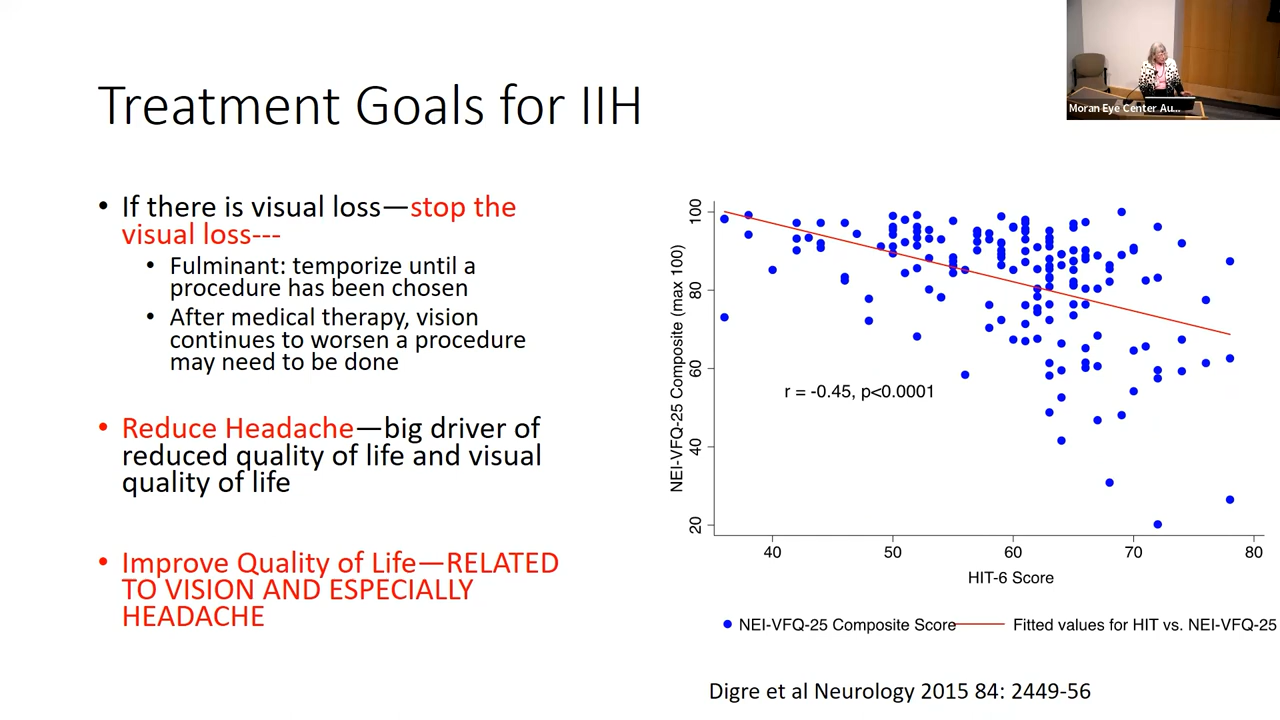 Moran Eye Center Au...
Treatment Goals for IIH
• If there is visual loss—stop the
visual loss---
• Fulminant: temporize until a
procedure has been chosen
• After medical therapy, vision
continues to worsen a procedure
may need to be done
• Reduce Headache—big driver of
reduced quality of life and visual
quality of life
• Improve Quality of Life—RELATED
TO VISION AND ESPECIALLY
HEADACHE
NEI-VFQ-25 Composite (max 100)
100
80
60
40
20
r = -0.45, p<0.0001
40 50 60 70 80
HIT-6 Score
NEI-VFQ-25 Composite Score
Fitted values for HIT vs. NEI-VFQ-25
Digre et al Neurology 2015 84: 2449-56